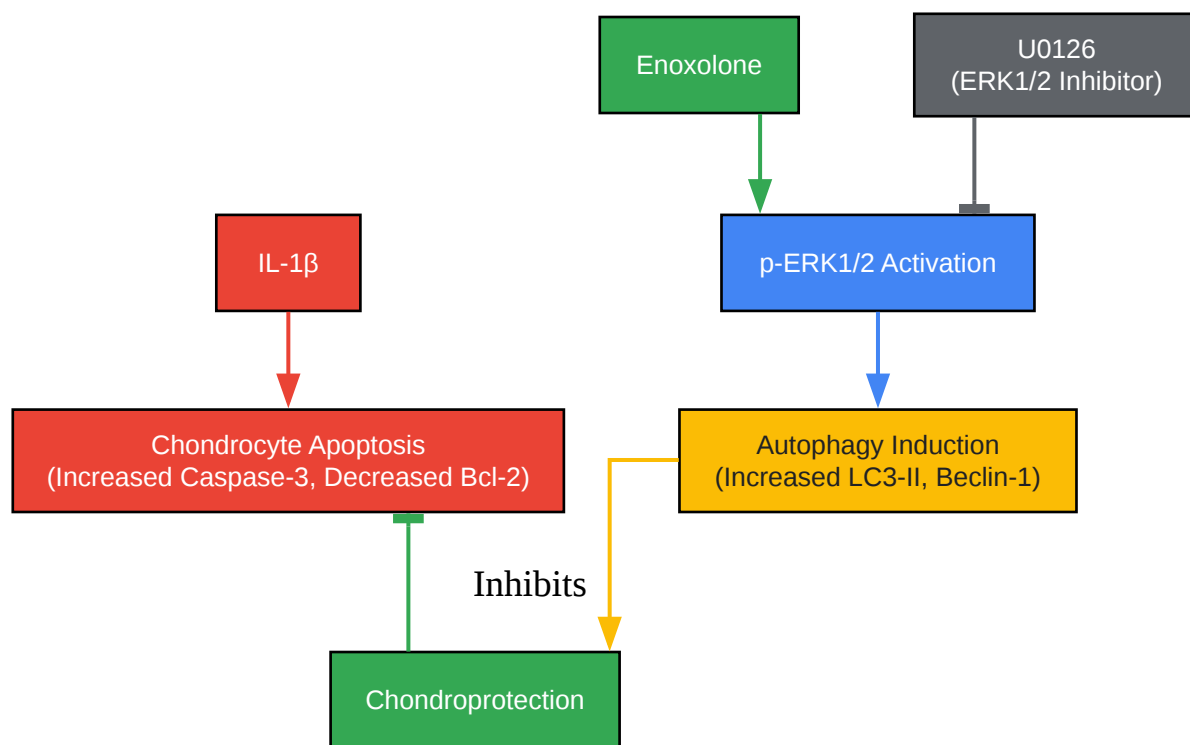 Enoxolone
U0126
(ERK1/2 Inhibitor)
IL-1β
p-ERK1/2 Activation
Chondrocyte Apoptosis
(Increased Caspase-3, Decreased Bcl-2)
Autophagy Induction
(Increased LC3-II, Beclin-1)
Inhibits
Chondroprotection